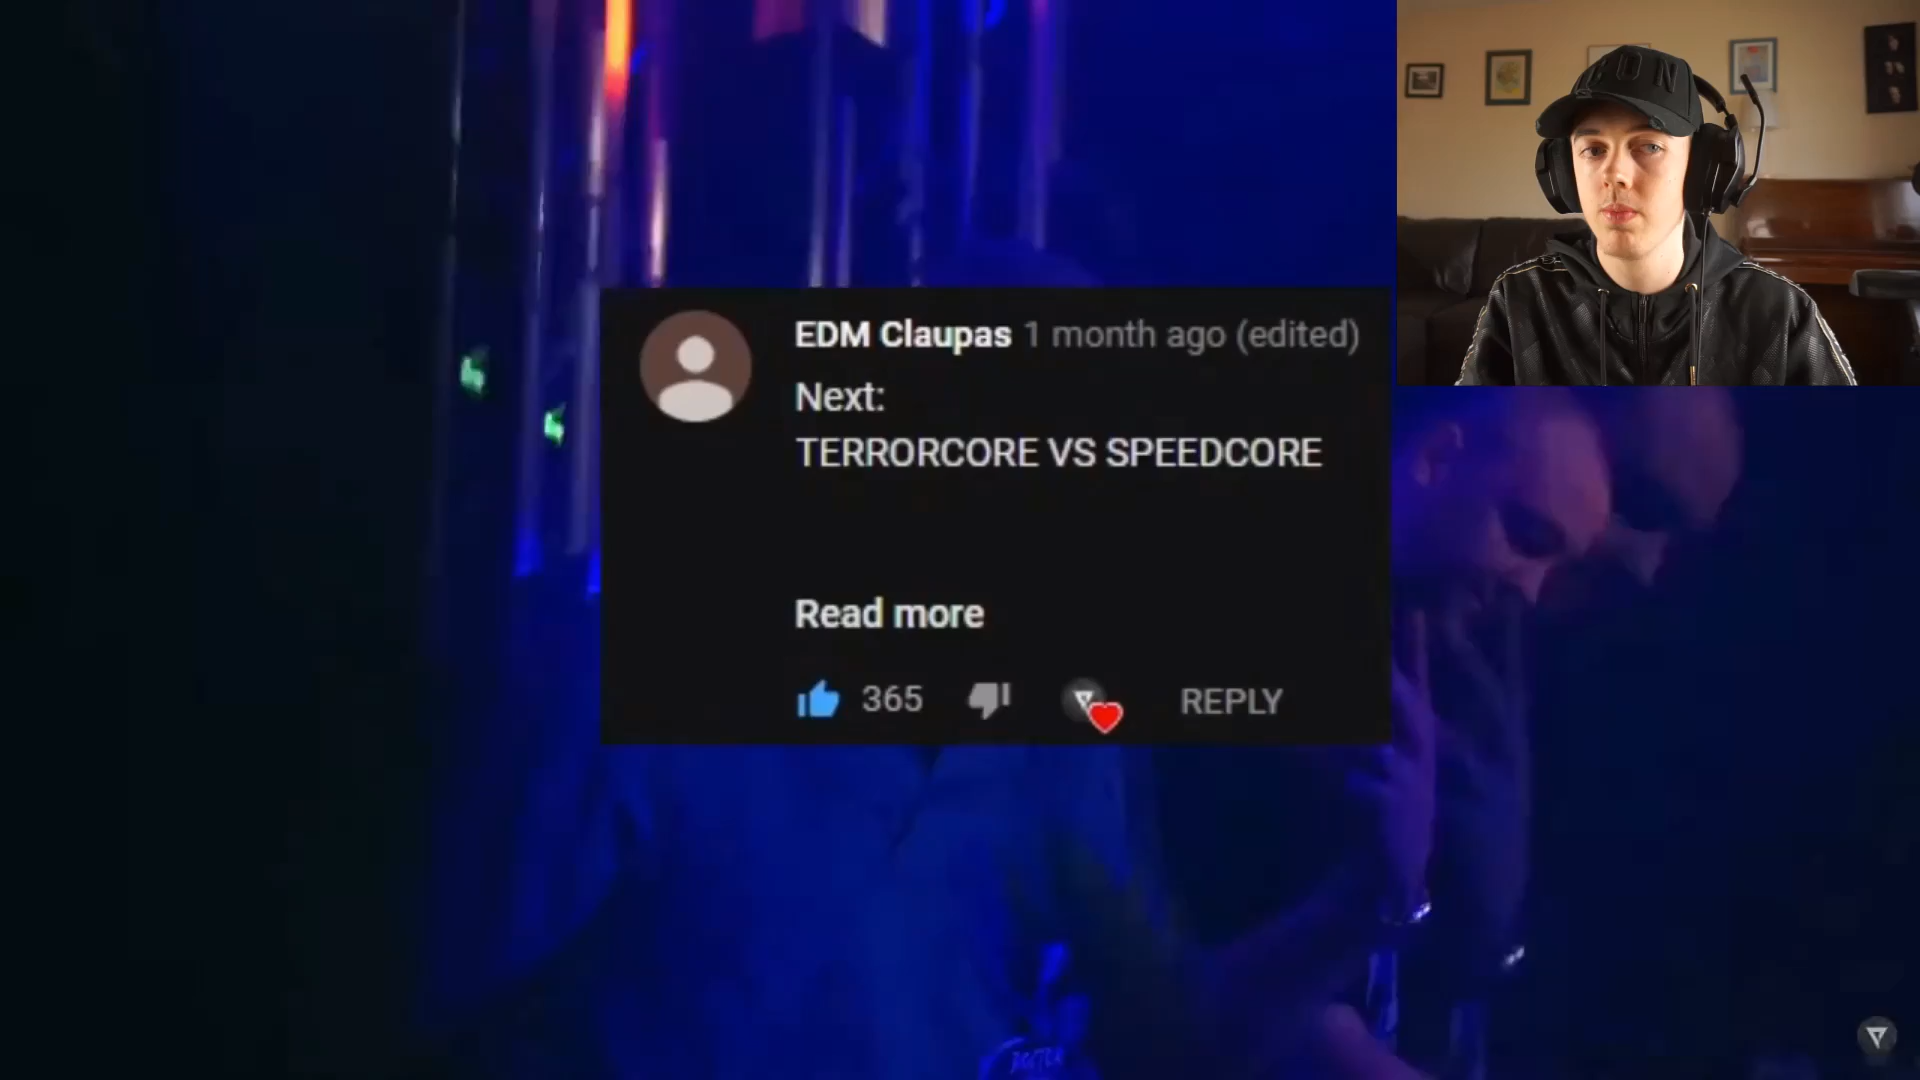 EDM Claupas 1 month ago (edited)
Next:
TERRORCORE VS SPEEDCORE
Read more
365
REPLY